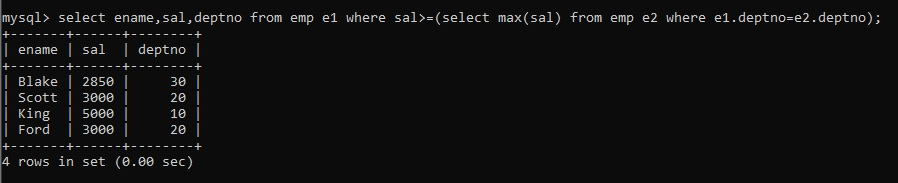 mysql> select ename,sal,deptno from emp e1 where sal>=(select max(sal) from emp e2 where e1.deptno=e2.deptno);
+-------+------+--------+
| ename | sal  | deptno |
+-------+------+--------+
| Blake | 2850 |     30 |
| Scott | 3000 |     20 |
| King  | 5000 |     10 |
| Ford  | 3000 |     20 |
+-------+------+--------+
4 rows in set (0.00 sec)